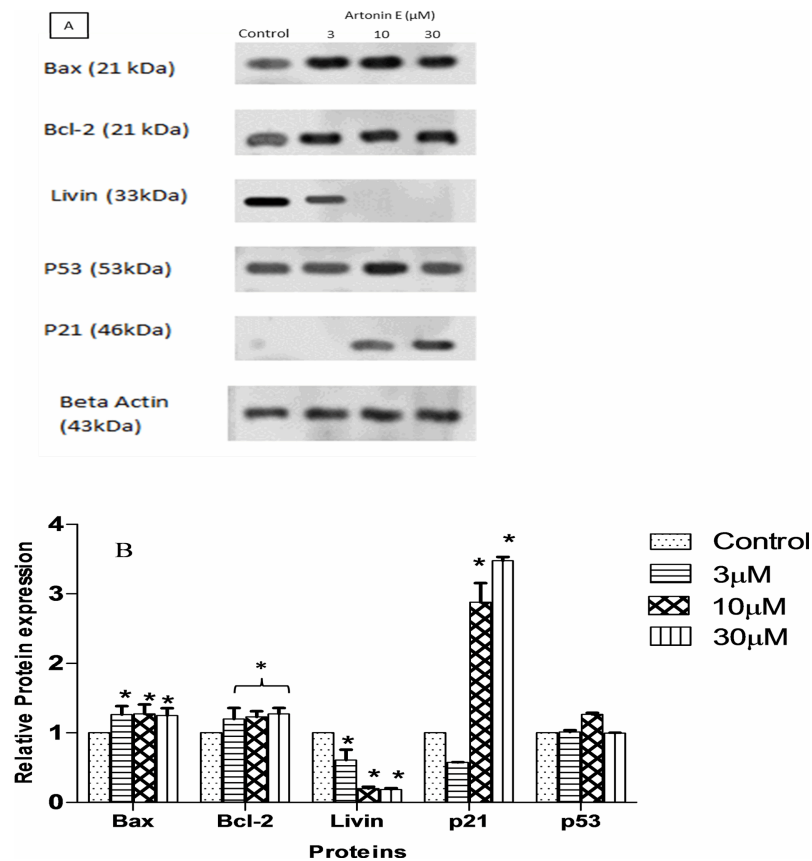 A
Artonin E (μM)
Control 3 10 30
Bax (21 kDa)
Bcl-2 (21 kDa)
Livin (33kDa)
P53 (53kDa)
P21 (46kDa)
Beta Actin
(43kDa)
B
Relative Protein expression
4
3
2
1
0
* * *
*
* * *
* *
Bax Bcl-2 Livin p21 p53
Proteins
Control
3μM
10μM
30μM